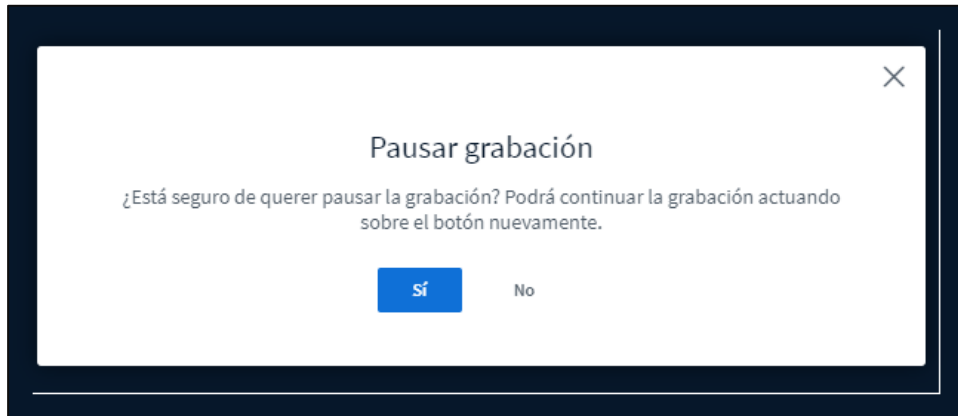 Pausar grabación
¿Está seguro de querer pausar la grabación? Podrá continuar la grabación actuando
sobre el botón nuevamente.
Sí No